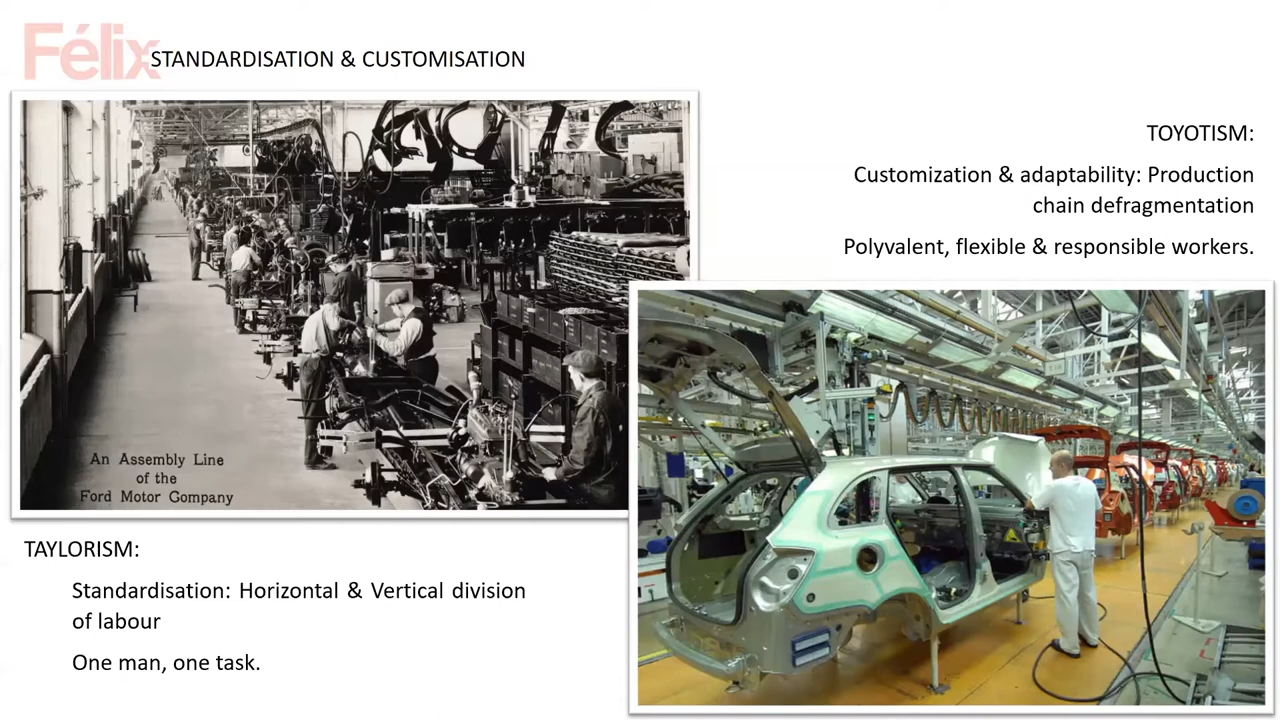 Félix
STANDARDISATION & CUSTOMISATION
TOYOTISM:
Customization & adaptability: Production
chain defragmentation
Polyvalent, flexible & responsible workers.
An Assembly Line
of the
Ford Motor Company
TAYLORISM:
Standardisation: Horizontal & Vertical division
of labour
One man, one task.